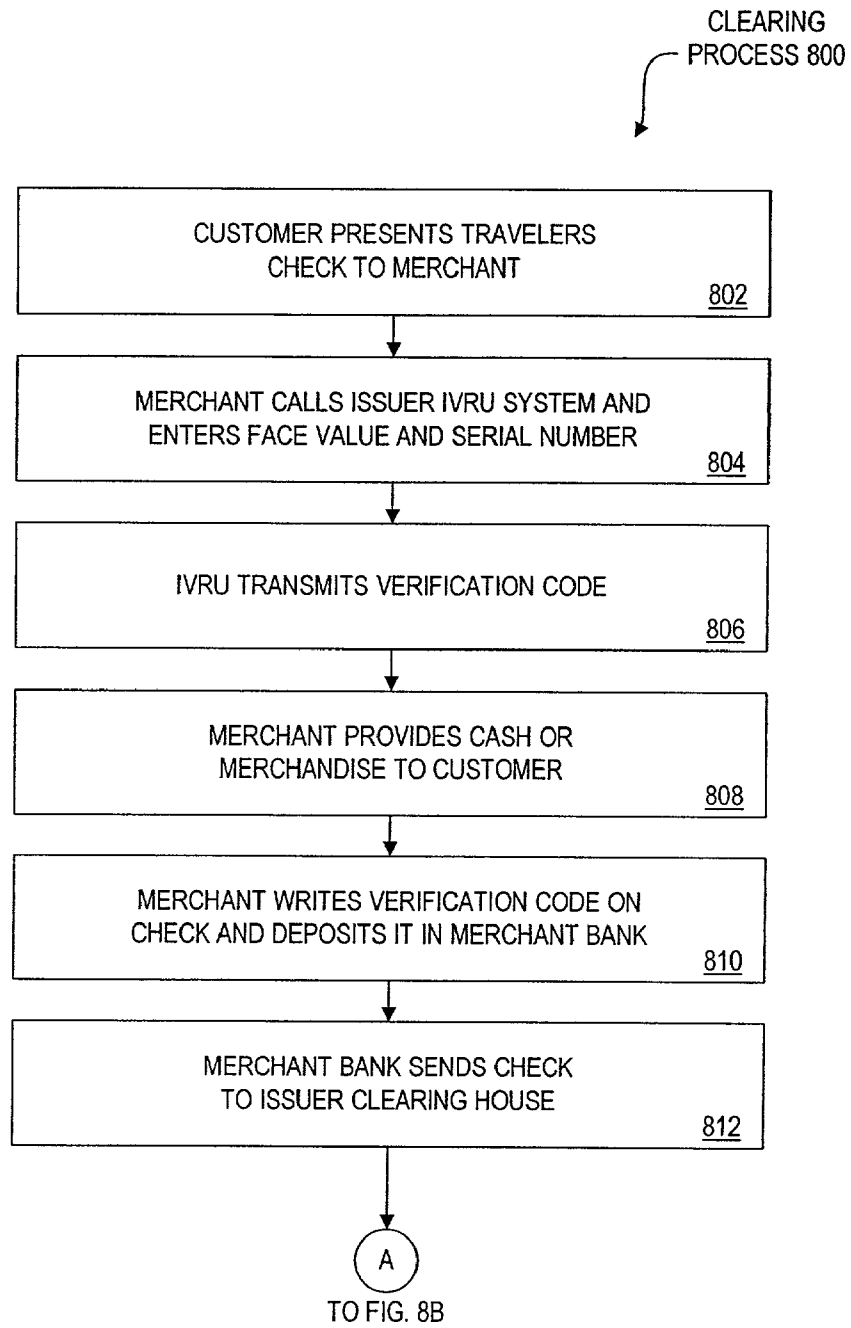 CLEARING
PROCESS 800
CUSTOMER PRESENTS TRAVELERS
CHECK TO MERCHANT
802
MERCHANT CALLS ISSUER IVRU SYSTEM AND
ENTERS FACE VALUE AND SERIAL NUMBER
804
IVRU TRANSMITS VERIFICATION CODE
806
MERCHANT PROVIDES CASH OR
MERCHANDISE TO CUSTOMER
808
MERCHANT WRITES VERIFICATION CODE ON
CHECK AND DEPOSITS IT IN MERCHANT BANK
810
MERCHANT BANK SENDS CHECK
TO ISSUER CLEARING HOUSE
812
A
TO FIG. 8B